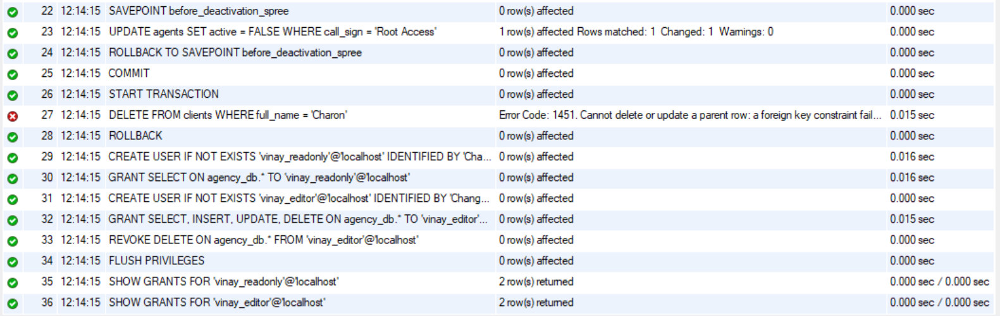 22 12:14:15 SAVEPOINT before_deactivation_spree 0 row(s) affected 0.000 sec
23 12:14:15 UPDATE agents SET active = FALSE WHERE call_sign = 'Root Access' 1 row(s) affected Rows matched: 1 Changed: 1 Warnings: 0 0.000 sec
24 12:14:15 ROLLBACK TO SAVEPOINT before_deactivation_spree 0 row(s) affected 0.000 sec
25 12:14:15 COMMIT 0 row(s) affected 0.000 sec
26 12:14:15 START TRANSACTION 0 row(s) affected 0.000 sec
27 12:14:15 DELETE FROM clients WHERE full_name = 'Charon' Error Code: 1451. Cannot delete or update a parent row: a foreign key constraint fail... 0.015 sec
28 12:14:15 ROLLBACK 0 row(s) affected 0.000 sec
29 12:14:15 CREATE USER IF NOT EXISTS 'vinay_readonly'@'localhost' IDENTIFIED BY 'Cha... 0 row(s) affected 0.016 sec
30 12:14:15 GRANT SELECT ON agency_db.* TO 'vinay_readonly'@'localhost' 0 row(s) affected 0.016 sec
31 12:14:15 CREATE USER IF NOT EXISTS 'vinay_editor'@'localhost' IDENTIFIED BY 'Chang... 0 row(s) affected 0.000 sec
32 12:14:15 GRANT SELECT, INSERT, UPDATE, DELETE ON agency_db.* TO 'vinay_editor'... 0 row(s) affected 0.015 sec
33 12:14:15 REVOKE DELETE ON agency_db.* FROM 'vinay_editor'@'localhost' 0 row(s) affected 0.000 sec
34 12:14:15 FLUSH PRIVILEGES 0 row(s) affected 0.000 sec
35 12:14:15 SHOW GRANTS FOR 'vinay_readonly'@'localhost' 2 row(s) returned 0.000 sec / 0.000 sec
36 12:14:15 SHOW GRANTS FOR 'vinay_editor'@'localhost' 2 row(s) returned 0.000 sec / 0.000 sec